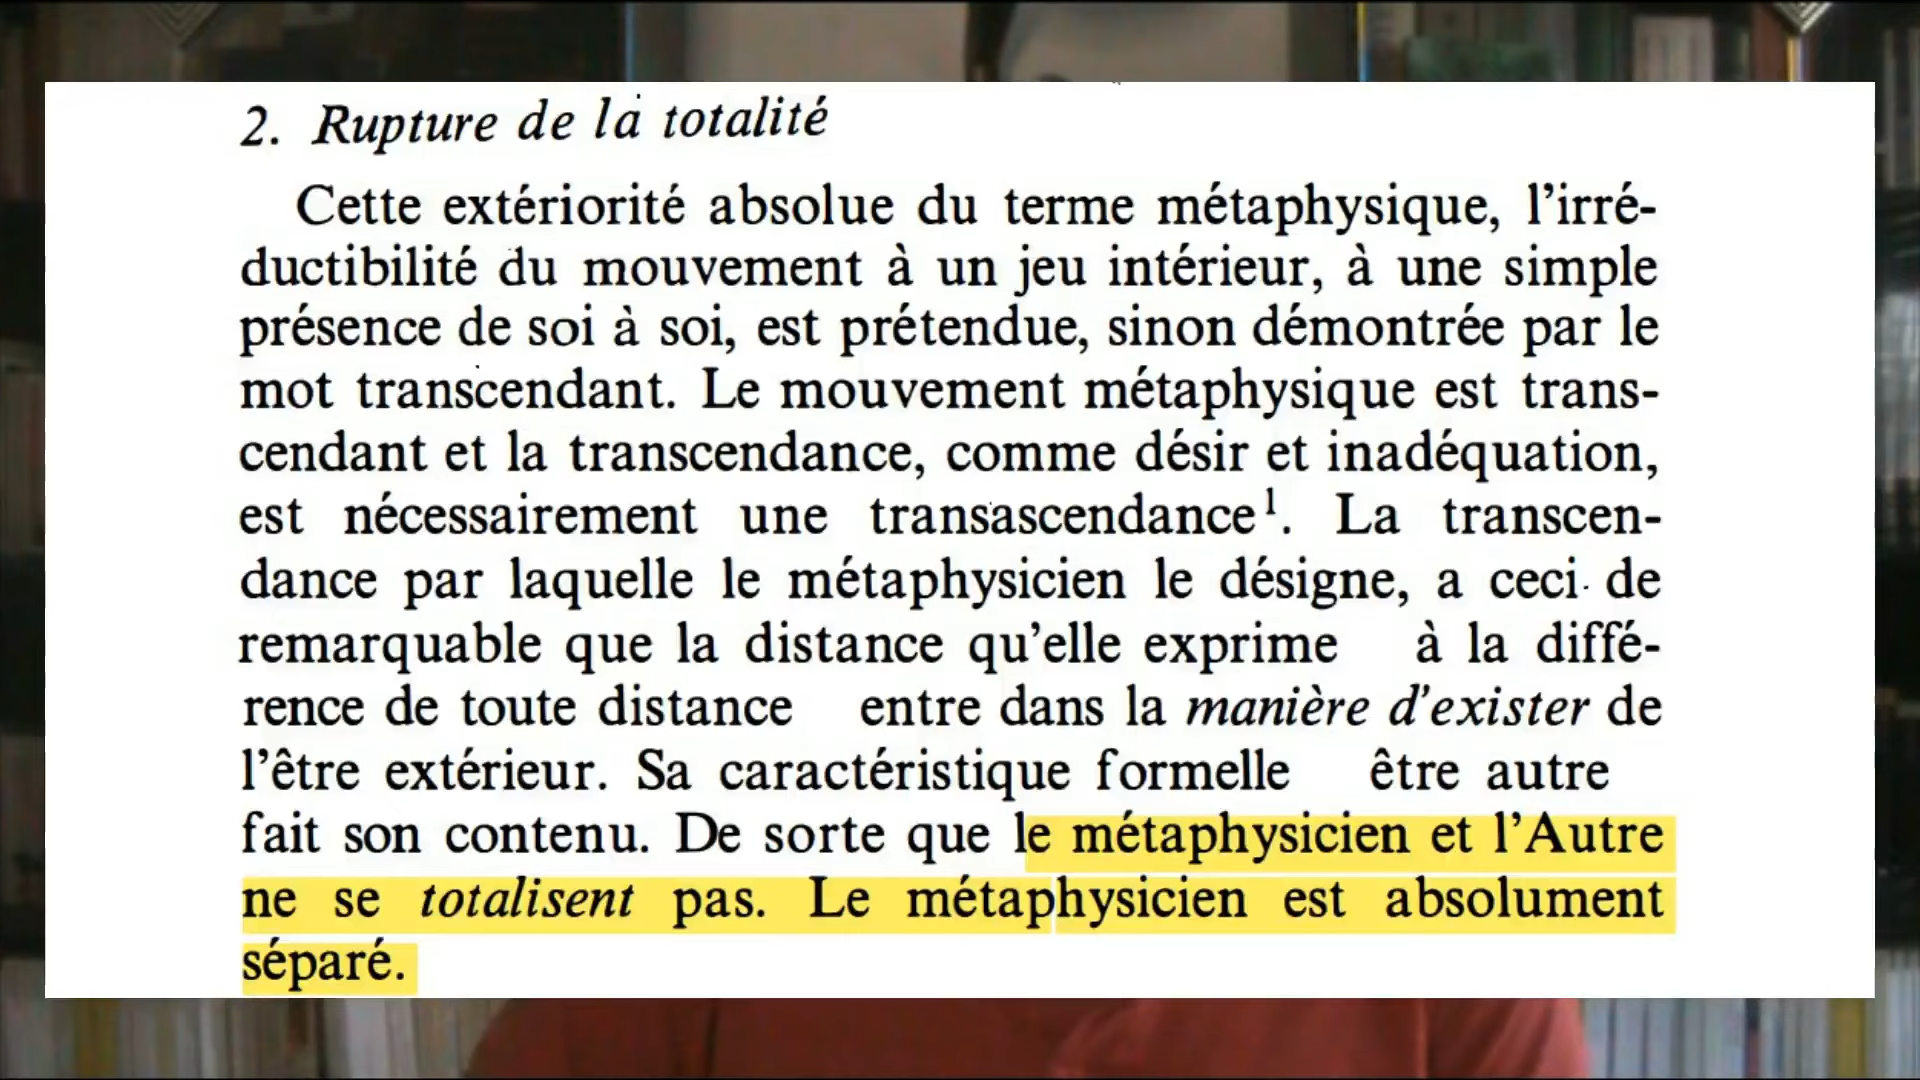 2. Rupture de la totalité
Cette extériorité absolue du terme métaphysique, l’irré-
ductibilité du mouvement à un jeu intérieur, à une simple
présence de soi à soi, est prétendue, sinon démontrée par le
mot transcendant. Le mouvement métaphysique est trans-
cendant et la transcendance, comme désir et inadéquation,
est nécessairement une transascendance¹. La transcen-
dance par laquelle le métaphysicien le désigne, a ceci de
remarquable que la distance qu’elle exprime à la diffé-
rence de toute distance entre dans la manière d’exister de
l’être extérieur. Sa caractéristique formelle être autre
fait son contenu. De sorte que le métaphysicien et l’Autre
ne se totalisent pas. Le métaphysicien est absolument
séparé.